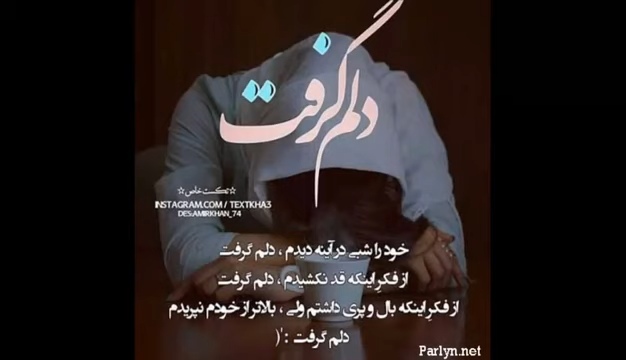 دلم گرفت
☆تکست خاص☆
INSTAGRAM.COM / TEXTKHA3
DES:AMIRKHAN_74
خود را شبی در آینه دیدم ، دلم گرفت
از فکر اینکه قد نکشیدم ، دلم گرفت
از فکر اینکه بال و پری داشتم ولی ، بالاتر از خودم نپریدم
دلم گرفت :'(
Parlyn.net